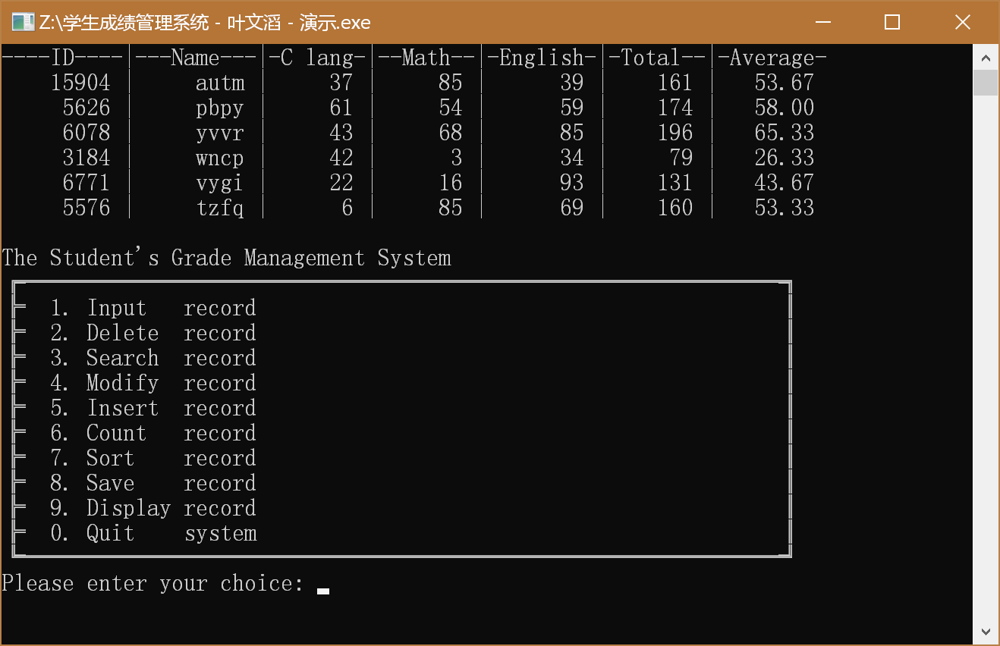 Z:\学生成绩管理系统 - 叶文滔 - 演示.exe
----ID----|---Name---|-C lang-|--Math--|-English-|-Total--|-Average-
15904 | autm | 37 | 85 | 39 | 161 | 53.67
5626 | pbpy | 61 | 54 | 59 | 174 | 58.00
6078 | yvvr | 43 | 68 | 85 | 196 | 65.33
3184 | wncp | 42 | 3 | 34 | 79 | 26.33
6771 | vygi | 22 | 16 | 93 | 131 | 43.67
5576 | tzfq | 6 | 85 | 69 | 160 | 53.33
The Student's Grade Management System
1. Input record
2. Delete record
3. Search record
4. Modify record
5. Insert record
6. Count record
7. Sort record
8. Save record
9. Display record
0. Quit system
Please enter your choice: